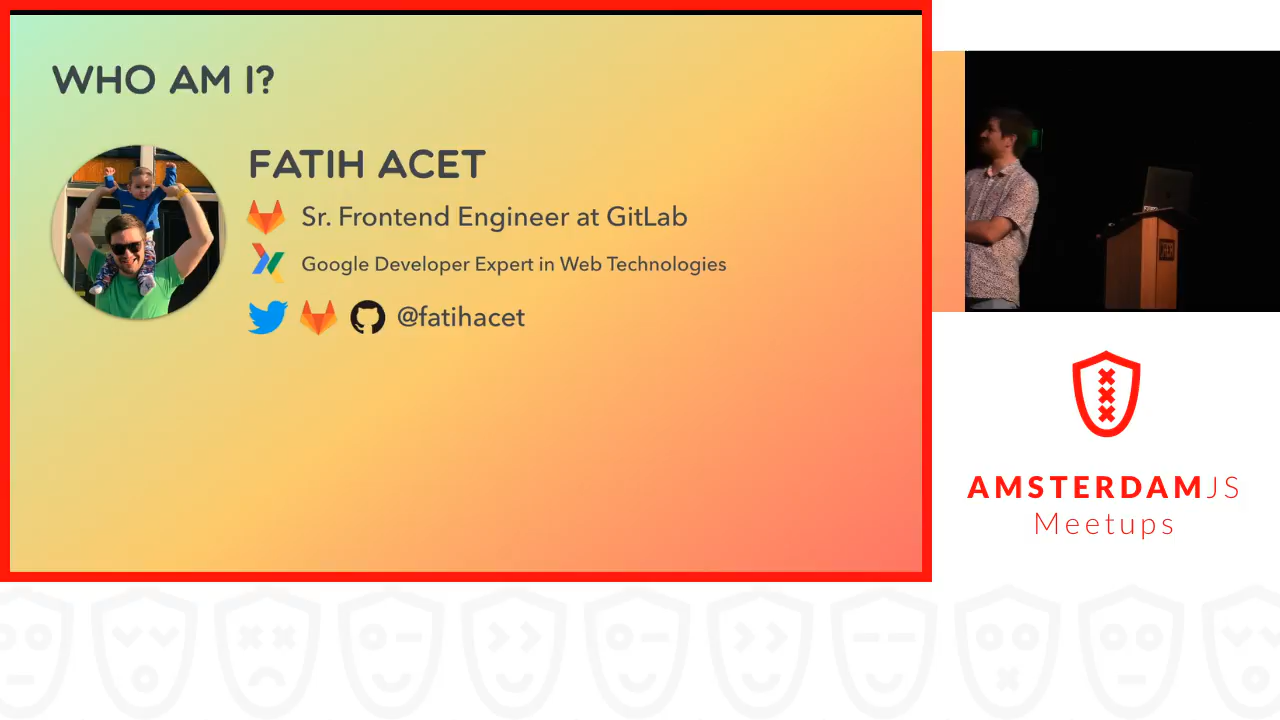 WHO AM I?
FATIH ACET
Sr. Frontend Engineer at GitLab
Google Developer Expert in Web Technologies
@fatihacet
AMSTERDAMJS
Meetups